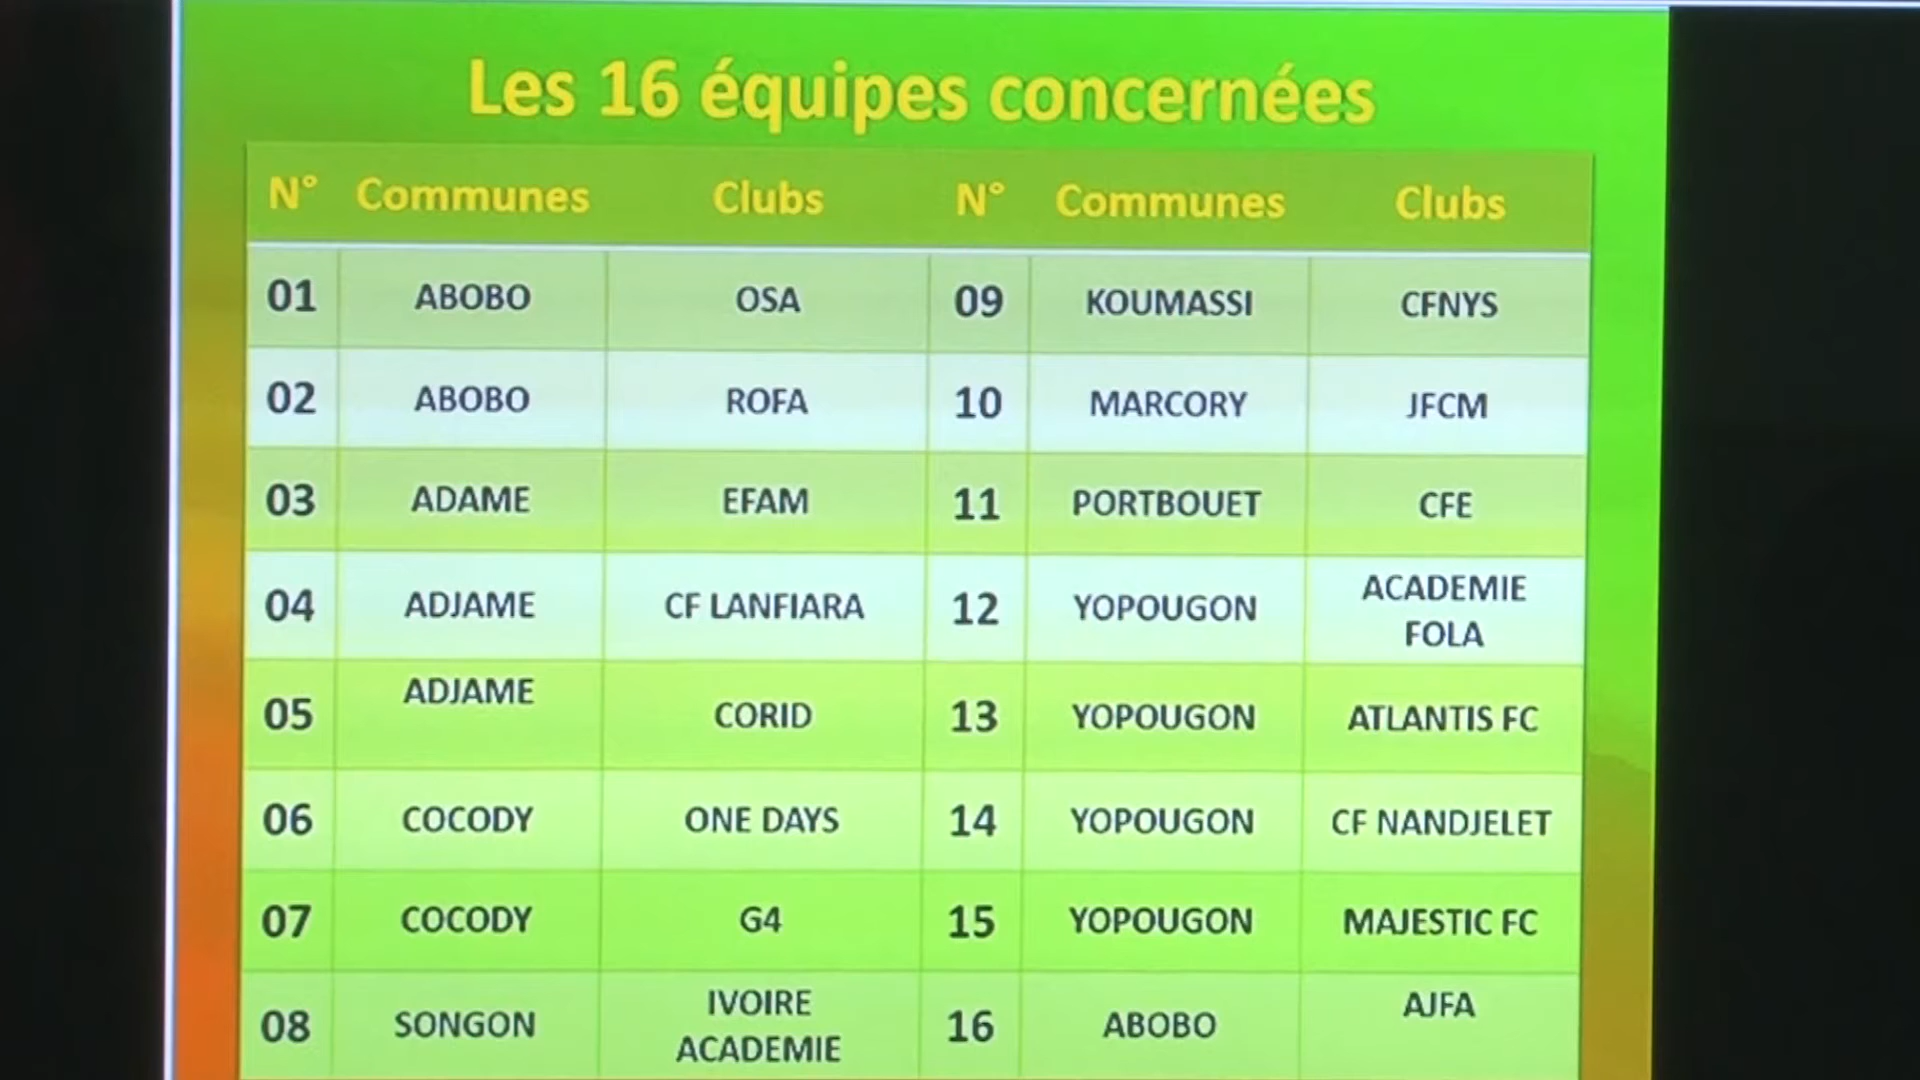 Les 16 équipes concernées
N° Communes Clubs N° Communes Clubs
01 ABOBO OSA 09 KOUMASSI CFNYS
02 ABOBO ROFA 10 MARCORY JFCM
03 ADAME EFAM 11 PORTBOUET CFE
04 ADJAME CF LANFIARA 12 YOPOUGON ACADEMIE
FOLA
05 ADJAME CORID 13 YOPOUGON ATLANTIS FC
06 COCODY ONE DAYS 14 YOPOUGON CF NANDJELET
07 COCODY G4 15 YOPOUGON MAJESTIC FC
08 SONGON IVOIRE
ACADEMIE 16 ABOBO AJFA